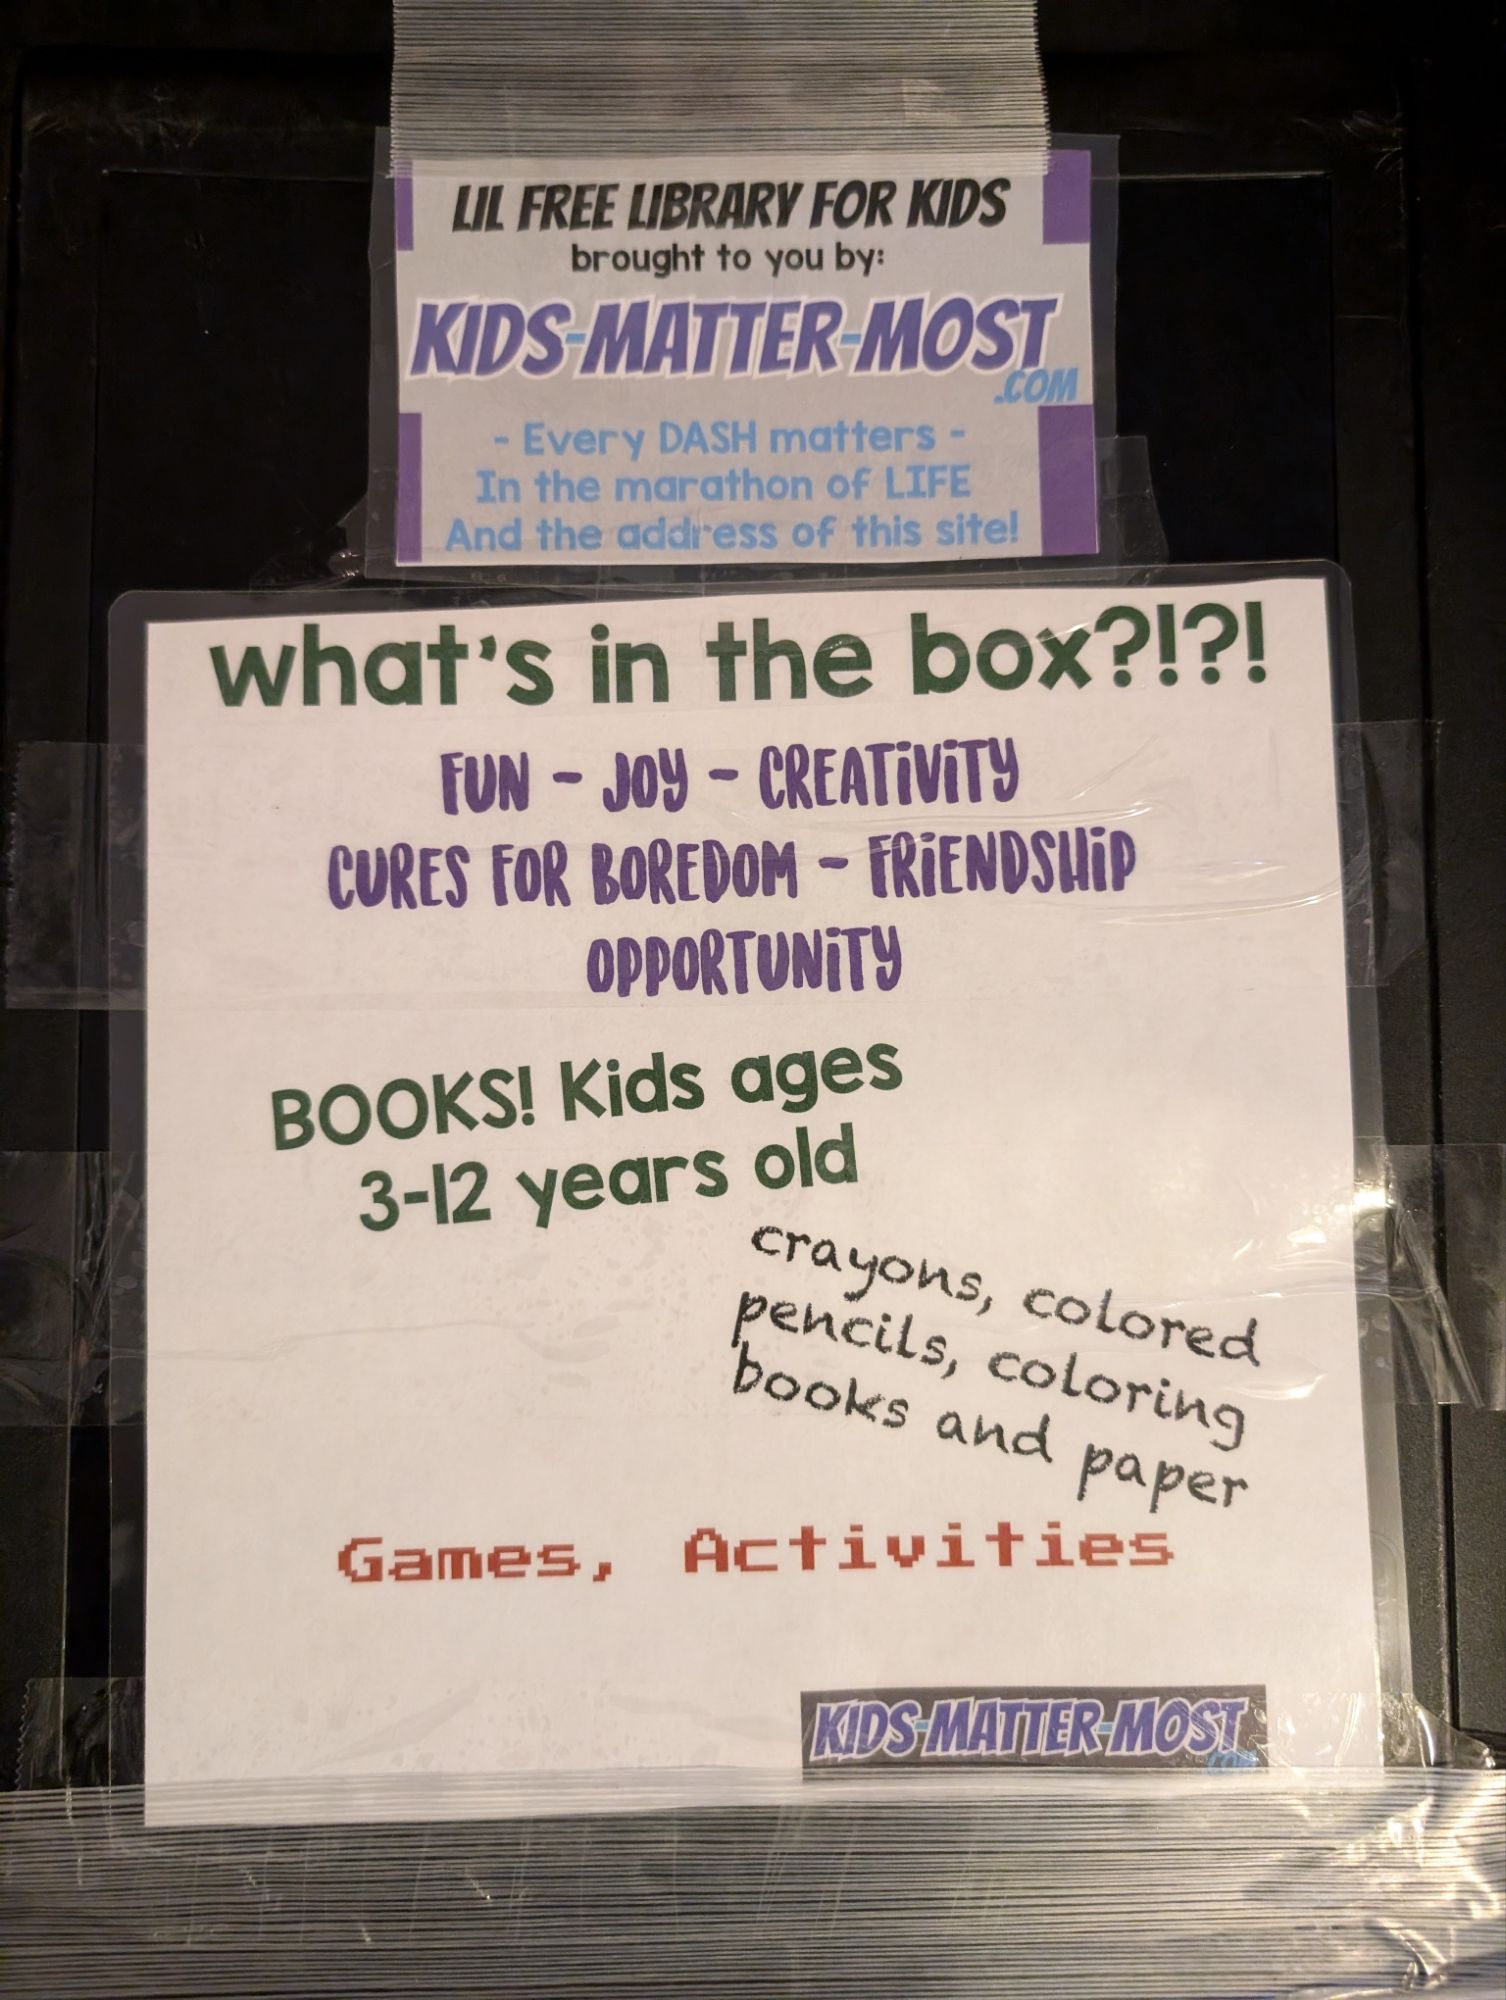 LIL FREE LIBRARY FOR KIDS
brought to you by:
KIDS-MATTER-MOST
.COM
- Every DASH matters -
In the marathon of LIFE
And the address of this site!
what's in the box?!?!
FUN - JOY - CREATIVITY
CURES FOR BOREDOM - FRIENDSHIP
OPPORTUNITY
BOOKS! Kids ages
3-12 years old
crayons, colored
pencils, coloring
books and paper
Games, Activities
KIDS-MATTER-MOST
.COM